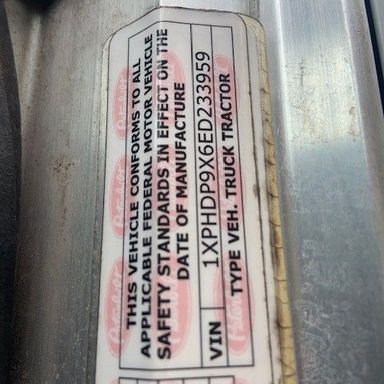 THIS VEHICLE CONFORMS TO ALL
APPLICABLE FEDERAL MOTOR VEHICLE
SAFETY STANDARDS IN EFFECT ON THE
DATE OF MANUFACTURE
VIN 1XPHDP9X6ED233959
TYPE VEH. TRUCK TRACTOR
Peterbilt